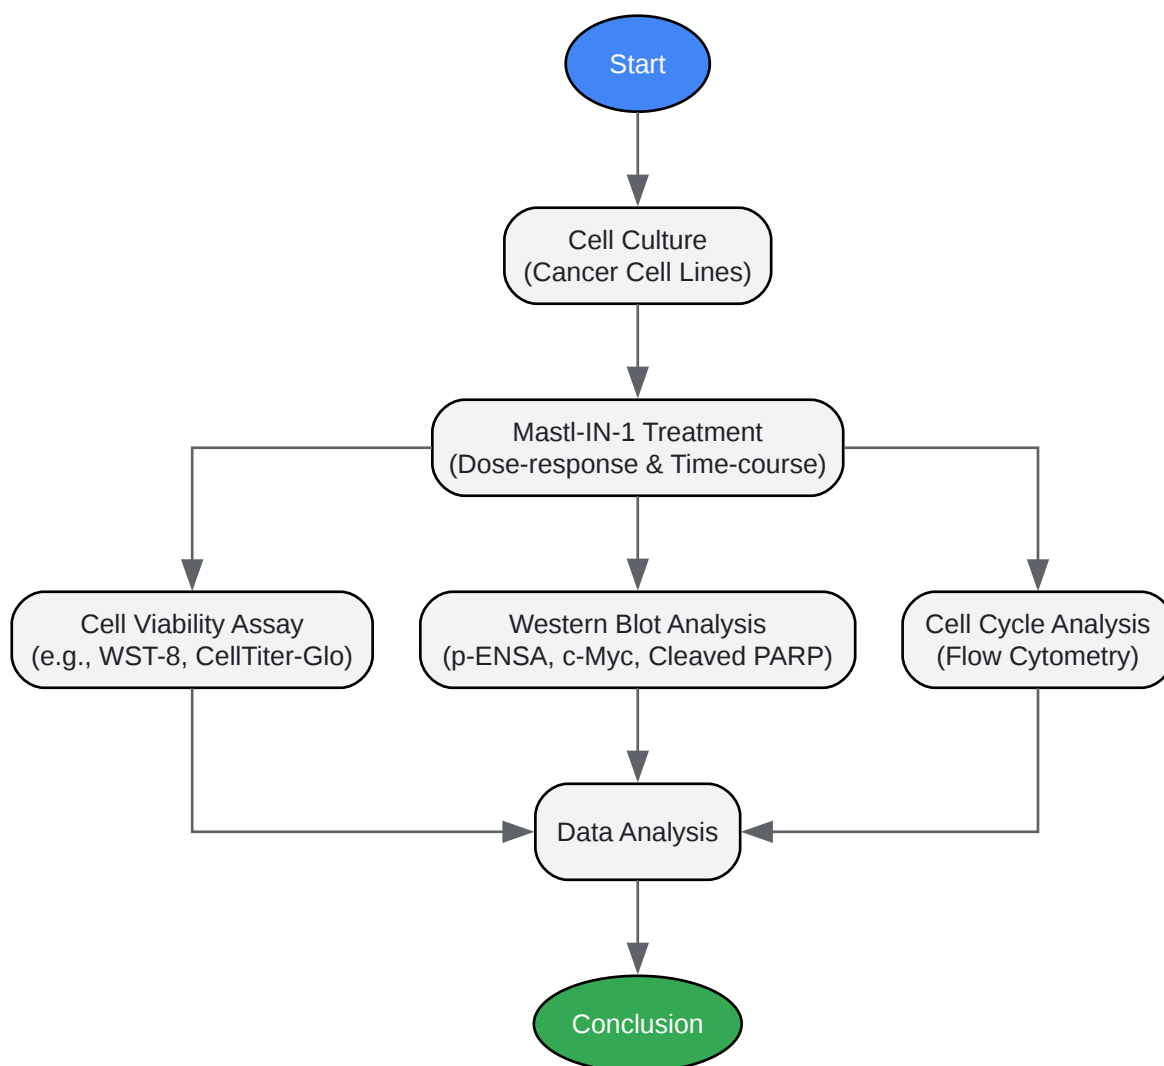 Start
Cell Culture
(Cancer Cell Lines)
Mastl-IN-1 Treatment
(Dose-response & Time-course)
Cell Viability Assay
(e.g., WST-8, CellTiter-Glo)
Western Blot Analysis
(p-ENSA, c-Myc, Cleaved PARP)
Cell Cycle Analysis
(Flow Cytometry)
Data Analysis
Conclusion